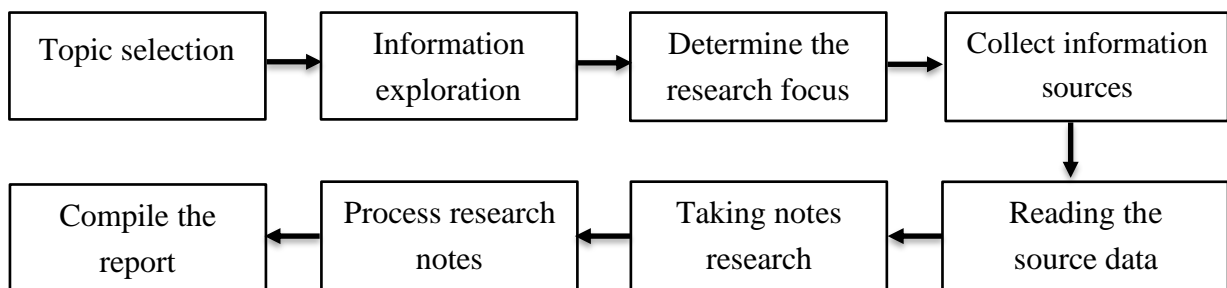 Topic selection
Information
exploration
Determine the
research focus
Collect information
sources
Reading the
source data
Taking notes
research
Process research
notes
Compile the
report